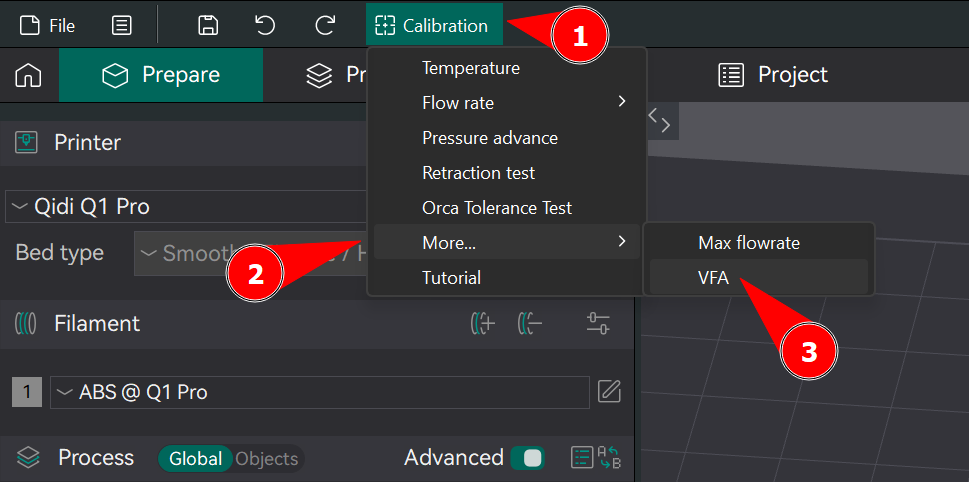 File
Calibration
1
Prepare
Project
Temperature
Flow rate
Pressure advance
Retraction test
Orca Tolerance Test
More...
Tutorial
Max flowrate
VFA
2
3
Printer
Qidi Q1 Pro
Bed type
Smooth
Filament
1
ABS @ Q1 Pro
Process
Global
Objects
Advanced
A
B